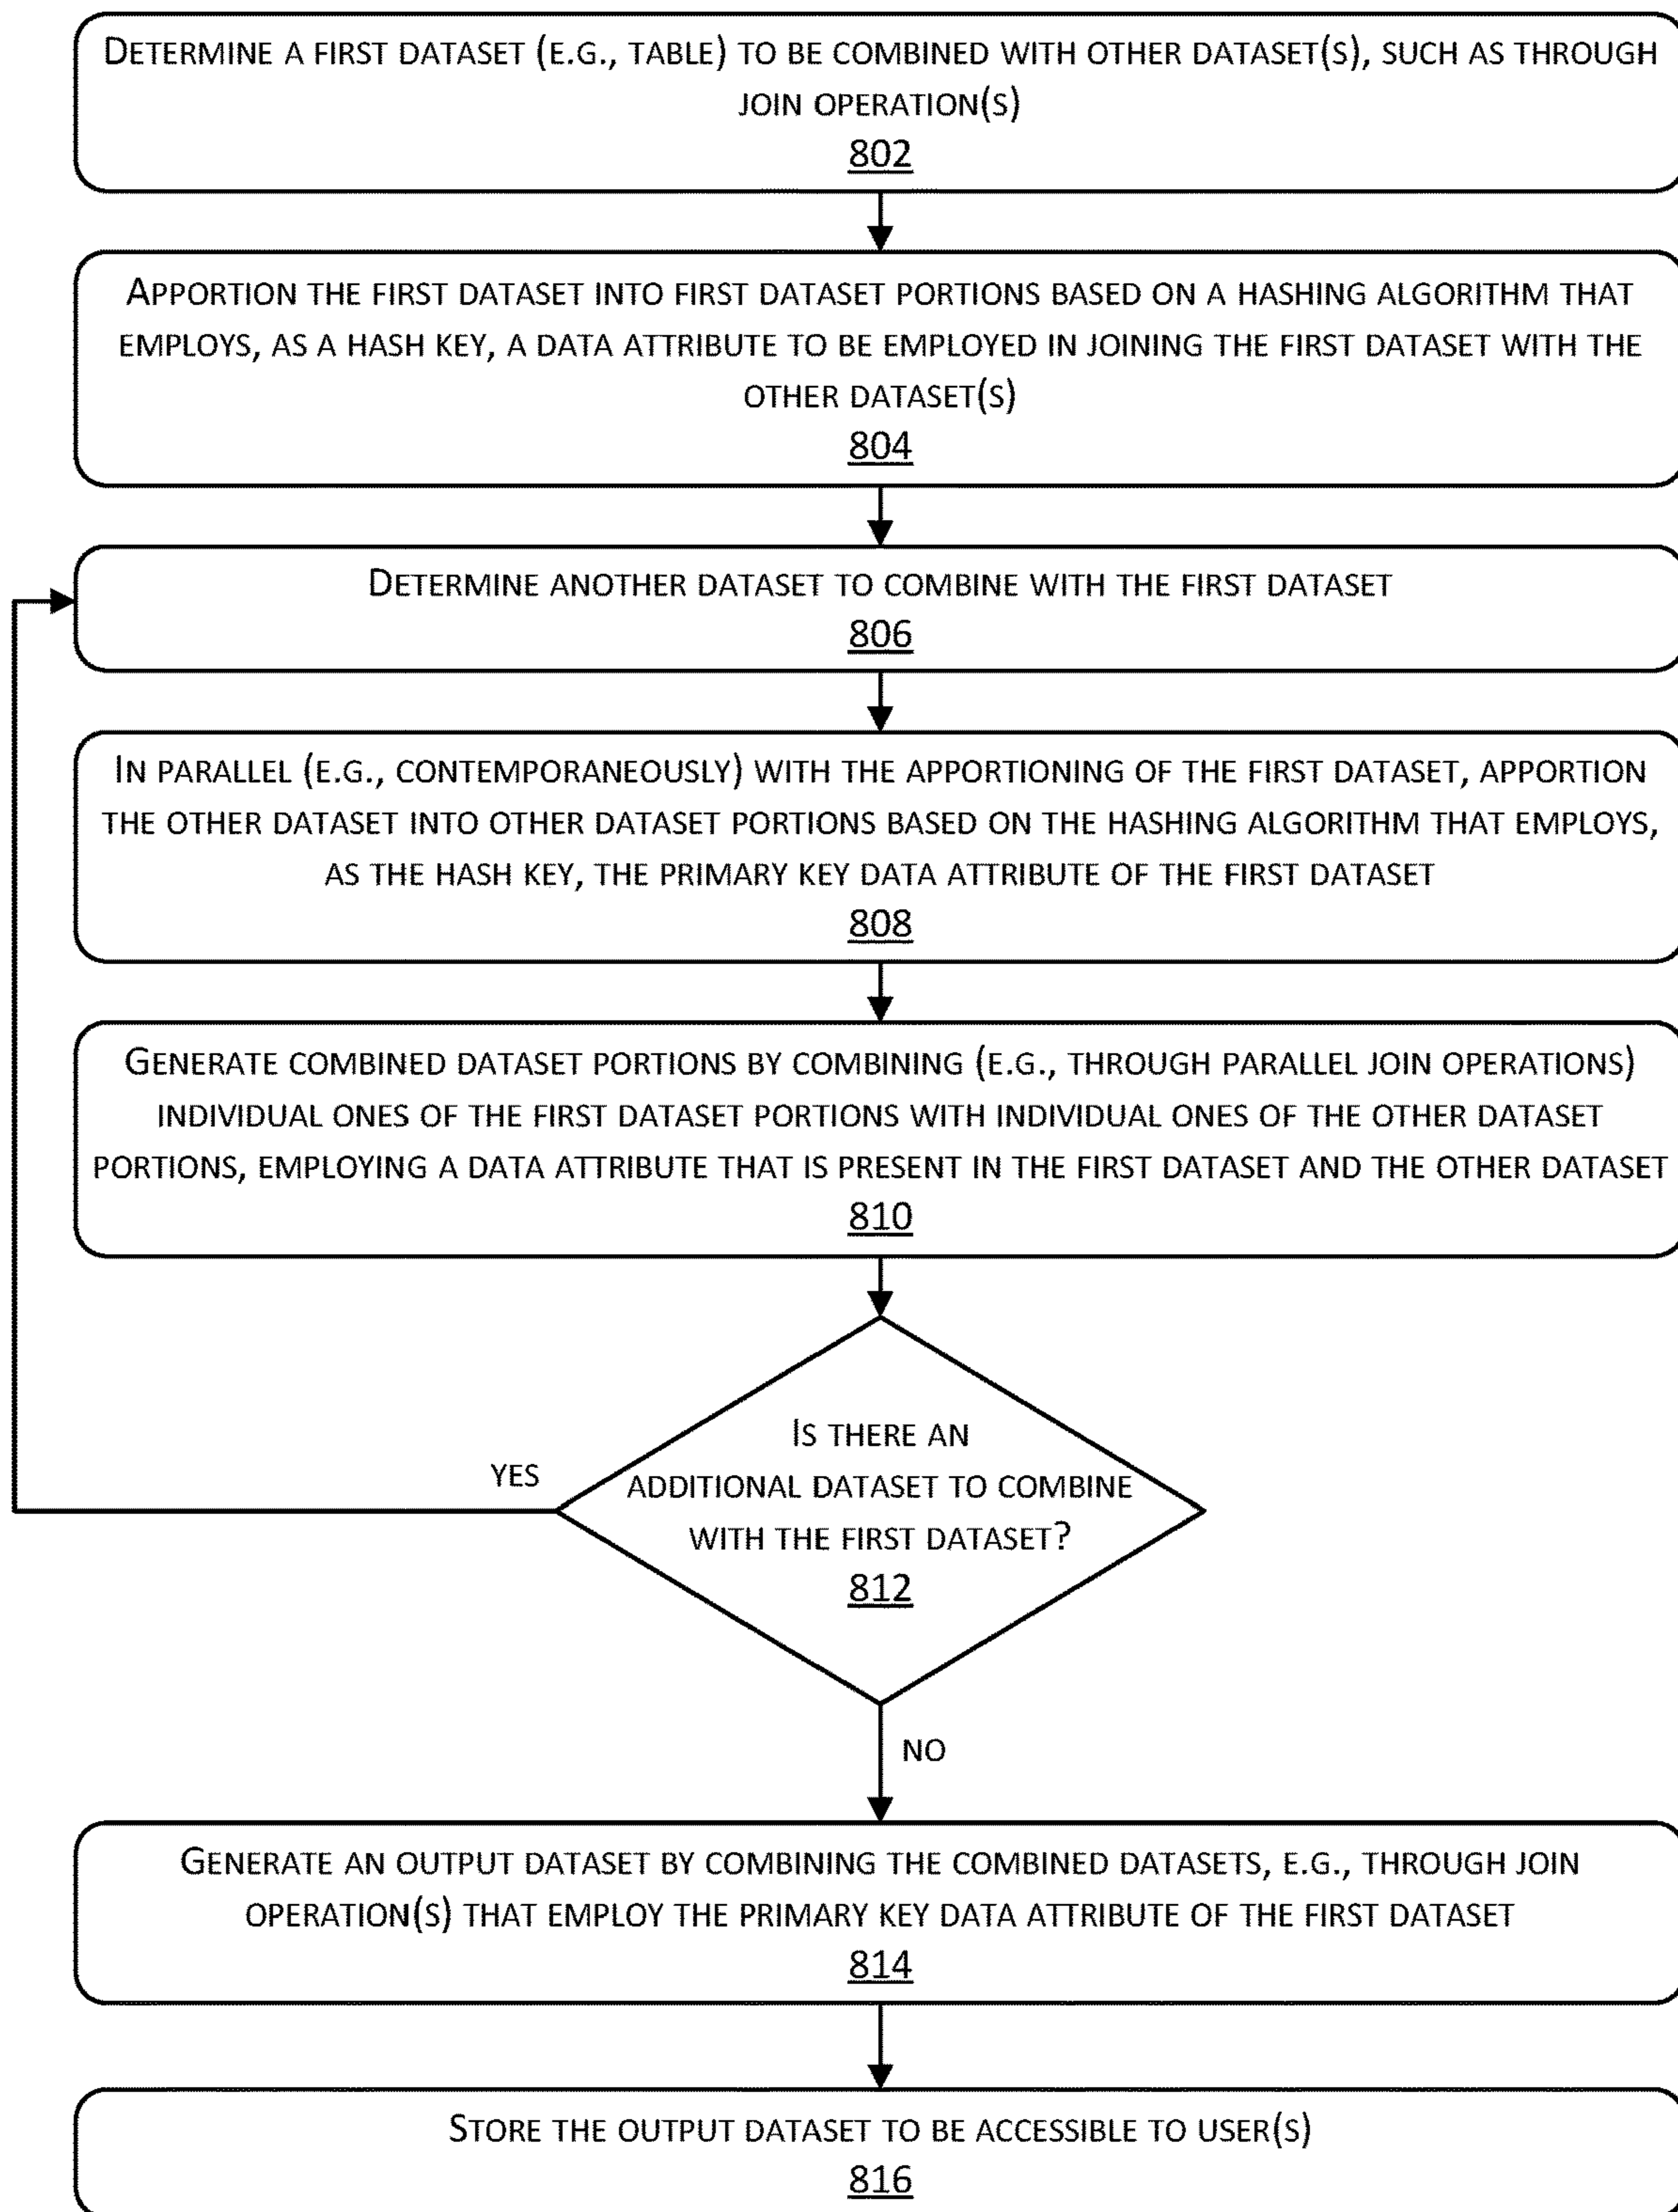 DETERMINE A FIRST DATASET (E.G., TABLE) TO BE COMBINED WITH OTHER DATASET(S), SUCH AS THROUGH
JOIN OPERATION(S)
802
APPORTION THE FIRST DATASET INTO FIRST DATASET PORTIONS BASED ON A HASHING ALGORITHM THAT
EMPLOYS, AS A HASH KEY, A DATA ATTRIBUTE TO BE EMPLOYED IN JOINING THE FIRST DATASET WITH THE
OTHER DATASET(S)
804
DETERMINE ANOTHER DATASET TO COMBINE WITH THE FIRST DATASET
806
IN PARALLEL (E.G., CONTEMPORANEOUSLY) WITH THE APPORTIONING OF THE FIRST DATASET, APPORTION
THE OTHER DATASET INTO OTHER DATASET PORTIONS BASED ON THE HASHING ALGORITHM THAT EMPLOYS,
AS THE HASH KEY, THE PRIMARY KEY DATA ATTRIBUTE OF THE FIRST DATASET
808
GENERATE COMBINED DATASET PORTIONS BY COMBINING (E.G., THROUGH PARALLEL JOIN OPERATIONS)
INDIVIDUAL ONES OF THE FIRST DATASET PORTIONS WITH INDIVIDUAL ONES OF THE OTHER DATASET
PORTIONS, EMPLOYING A DATA ATTRIBUTE THAT IS PRESENT IN THE FIRST DATASET AND THE OTHER DATASET
810
IS THERE AN
YES
ADDITIONAL DATASET TO COMBINE
WITH THE FIRST DATASET?
812
NO
GENERATE AN OUTPUT DATASET BY COMBINING THE COMBINED DATASETS, E.G., THROUGH JOIN
OPERATION(S) THAT EMPLOY THE PRIMARY KEY DATA ATTRIBUTE OF THE FIRST DATASET
814
STORE THE OUTPUT DATASET TO BE ACCESSIBLE TO USER(S)
816